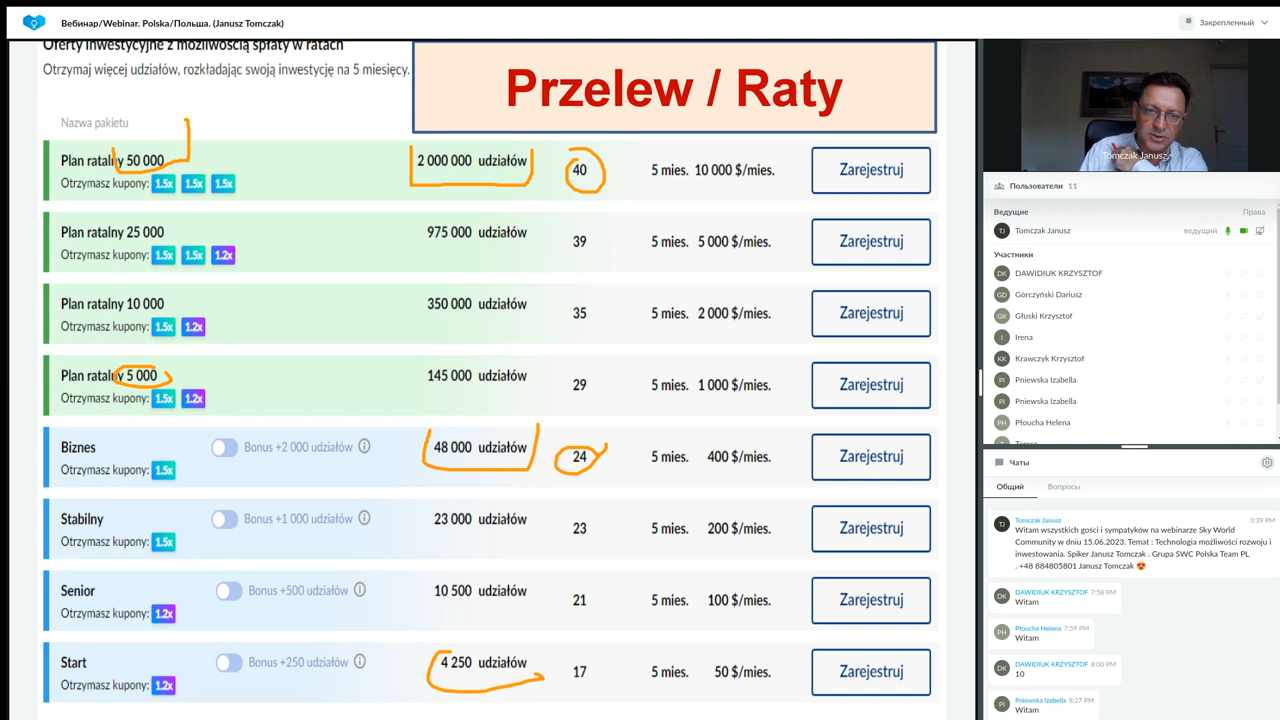 Вебинар/Webinar. Polska/Польша. (Janusz Tomczak)
Закрепленный
Oferty inwestycyjne z możliwością spłaty w ratach
Otrzymaj więcej udziałów, rozkładając swoją inwestycję na 5 miesięcy.
Przelew / Raty
Nazwa pakietu
Plan ratalny 50 000
2 000 000 udziałów
40
5 mies. 10 000 $/mies.
Zarejestruj
Otrzymasz kupony: 1.5x 1.5x 1.5x
Plan ratalny 25 000
975 000 udziałów
39
5 mies. 5 000 $/mies.
Zarejestruj
Otrzymasz kupony: 1.5x 1.5x 1.2x
Plan ratalny 10 000
350 000 udziałów
35
5 mies. 2 000 $/mies.
Zarejestruj
Otrzymasz kupony: 1.5x 1.2x
Plan ratalny 5 000
145 000 udziałów
29
5 mies. 1 000 $/mies.
Zarejestruj
Otrzymasz kupony: 1.5x 1.2x
Biznes
Bonus +2 000 udziałów
48 000 udziałów
24
5 mies. 400 $/mies.
Zarejestruj
Otrzymasz kupony: 1.5x
Stabilny
Bonus +1 000 udziałów
23 000 udziałów
23
5 mies. 200 $/mies.
Zarejestruj
Otrzymasz kupony: 1.5x
Senior
Bonus +500 udziałów
10 500 udziałów
21
5 mies. 100 $/mies.
Zarejestruj
Otrzymasz kupony: 1.2x
Start
Bonus +250 udziałów
4 250 udziałów
17
5 mies. 50 $/mies.
Zarejestruj
Otrzymasz kupony: 1.2x
Tomczak Janusz
Пользователи 11
Ведущие Права
TJ Tomczak Janusz ведущий
Участники
DK DAWIDIUK KRZYSZTOF
GD Górczyński Dariusz
GK Głuski Krzysztof
I Irena
KK Krawczyk Krzysztof
PI Pniewska Izabella
PI Pniewska Izabella
PH Płoucha Helena
Чаты
Общий Вопросы
TJ Tomczak Janusz 3:39 PM
Witam wszystkich gości i sympatyków na webinarze Sky World
Community w dniu 15.06.2023. Temat : Technologia możliwości rozwoju i
inwestowania. Spiker Janusz Tomczak . Grupa SWC Polska Team PL
. +48 884805801 Janusz Tomczak 😍
DK DAWIDIUK KRZYSZTOF 7:58 PM
Witam
PH Płoucha Helena 7:59 PM
Witam
DK DAWIDIUK KRZYSZTOF 8:00 PM
10
PI Pniewska Izabella 8:27 PM
Witam